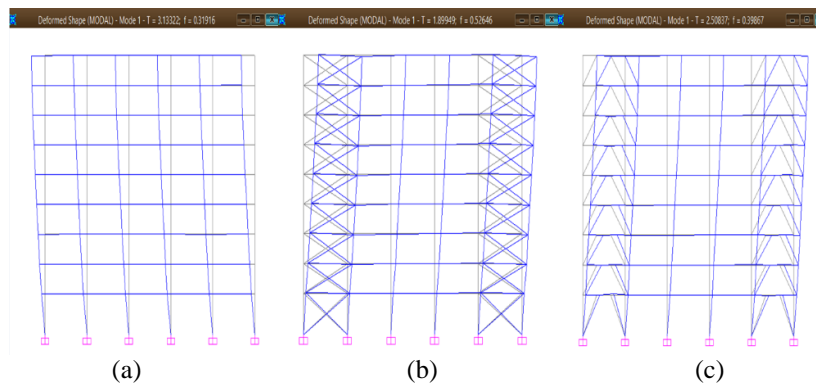 Deformed Shape (MODAL) - Mode 1 - T = 3.13322; f = 0.31916
Deformed Shape (MODAL) - Mode 1 - T = 1.89949; f = 0.52646
Deformed Shape (MODAL) - Mode 1 - T = 2.50837; f = 0.39867
(a)
(b)
(c)